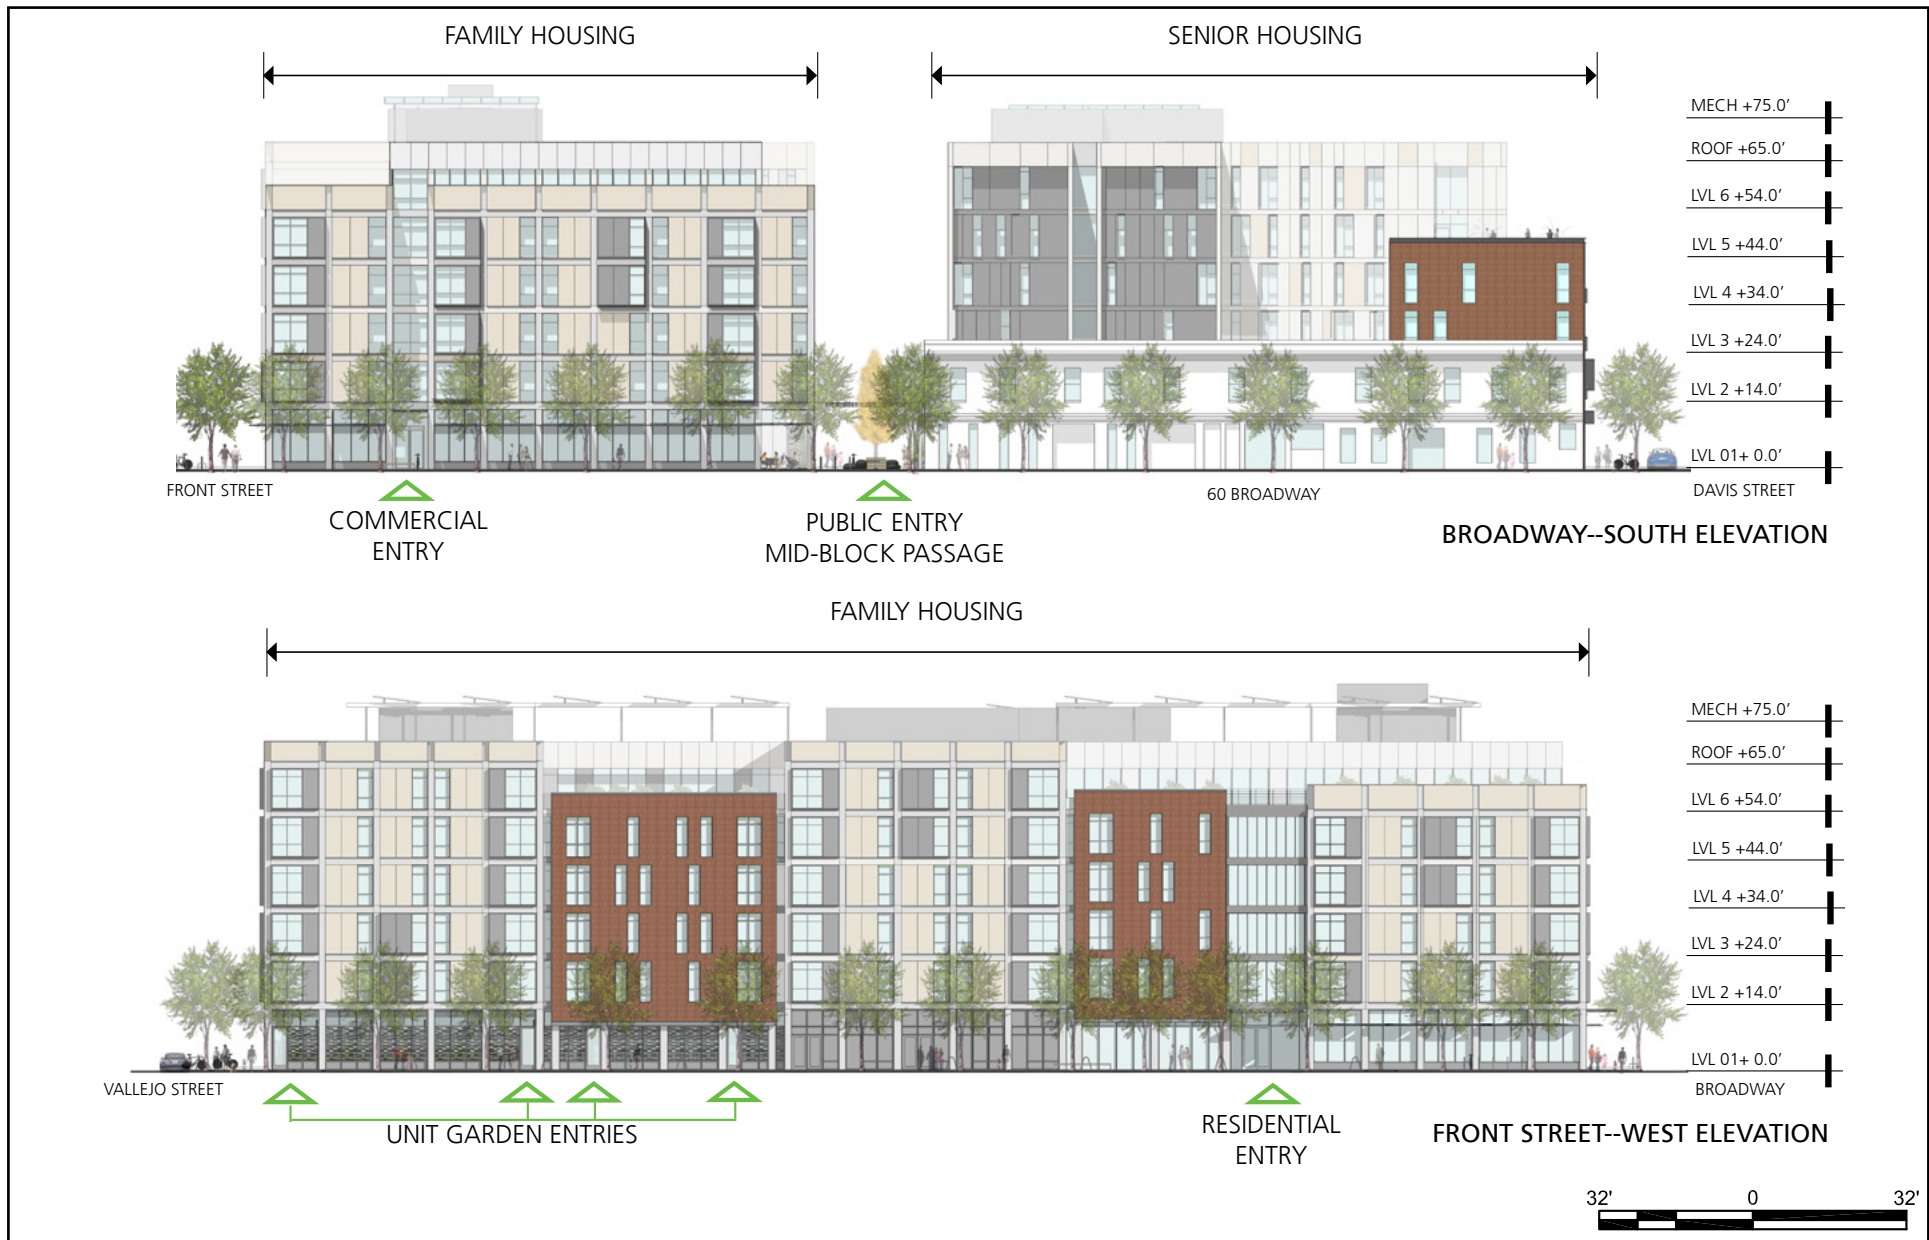 FAMILY HOUSING
SENIOR HOUSING
MECH +75.0'
ROOF +65.0'
LVL 6 +54.0'
LVL 5 +44.0'
LVL 4 +34.0'
LVL 3 +24.0'
LVL 2 +14.0'
LVL 01+ 0.0'
FRONT STREET
60 BROADWAY
DAVIS STREET
COMMERCIAL
ENTRY
PUBLIC ENTRY
MID-BLOCK PASSAGE
BROADWAY--SOUTH ELEVATION
FAMILY HOUSING
MECH +75.0'
ROOF +65.0'
LVL 6 +54.0'
LVL 5 +44.0'
LVL 4 +34.0'
LVL 3 +24.0'
LVL 2 +14.0'
LVL 01+ 0.0'
VALLEJO STREET
BROADWAY
UNIT GARDEN ENTRIES
RESIDENTIAL
ENTRY
FRONT STREET--WEST ELEVATION
32' 0 32'